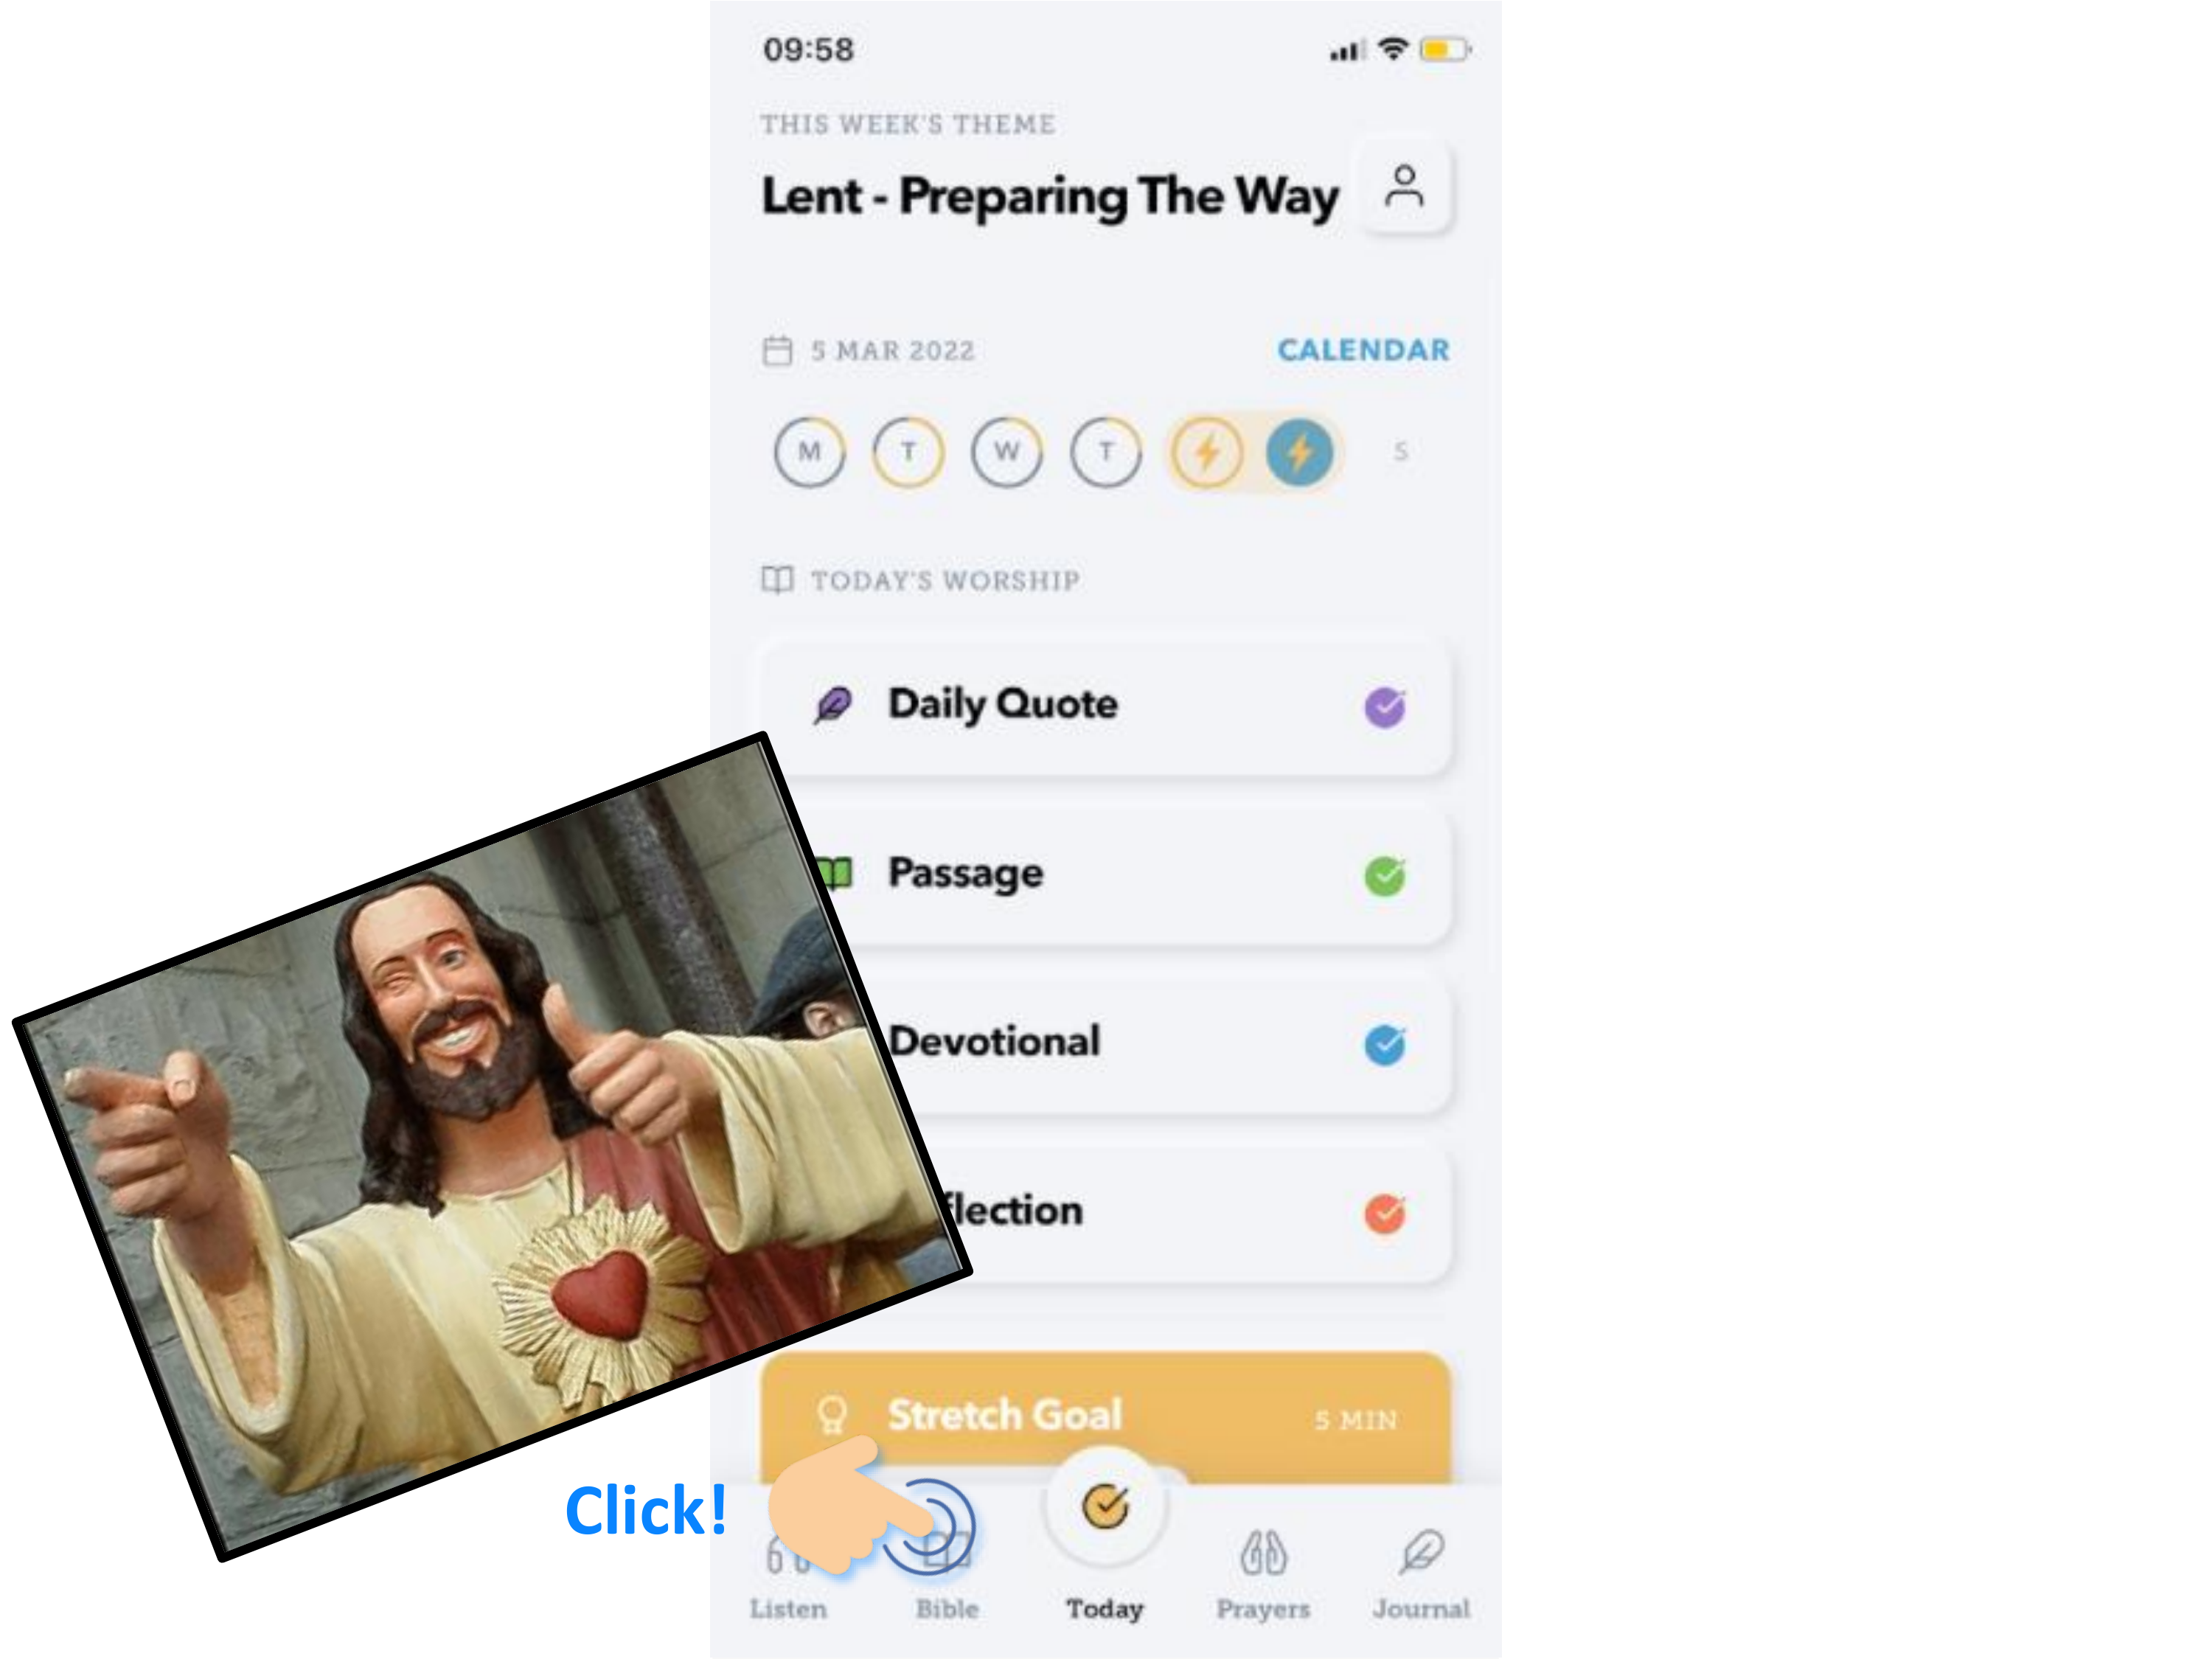 09:58
THIS WEEK'S THEME
Lent - Preparing The Way
5 MAR 2022
CALENDAR
M T W T S
TODAY'S WORSHIP
Daily Quote
Passage
Devotional
flection
Stretch Goal
5 MIN
Click!
Listen
Bible
Today
Prayers
Journal